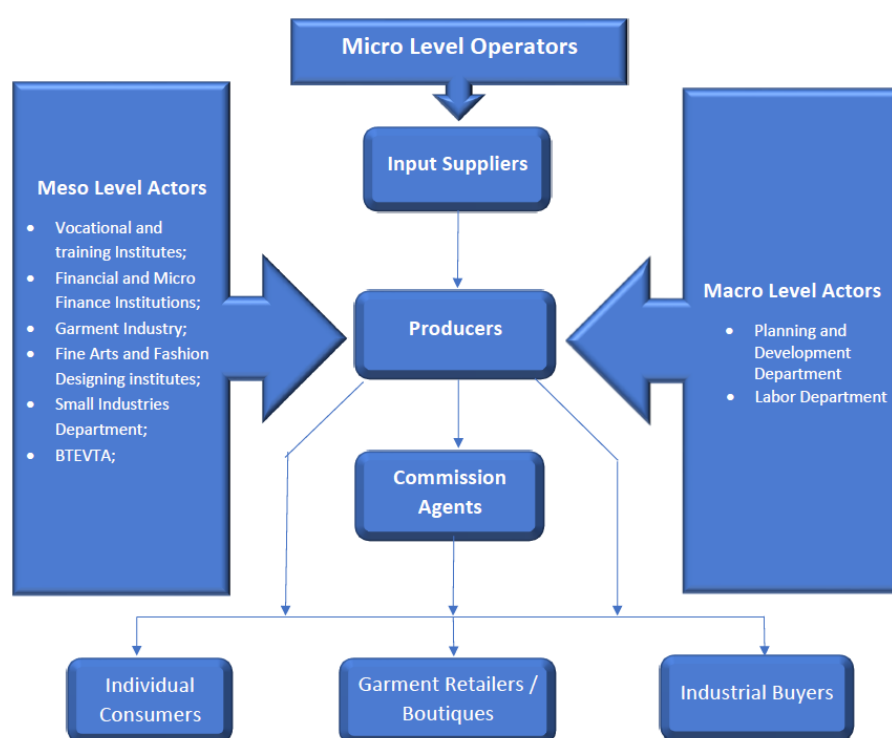 Micro Level Operators
Input Suppliers
Meso Level Actors
• Vocational and
training Institutes;
• Financial and Micro
Finance Institutions;
• Garment Industry;
• Fine Arts and Fashion
Designing institutes;
• Small Industries
Department;
• BTEVTA;
Producers
Macro Level Actors
• Planning and
Development
Department
• Labor Department
Commission
Agents
Individual
Consumers
Garment Retailers /
Boutiques
Industrial Buyers